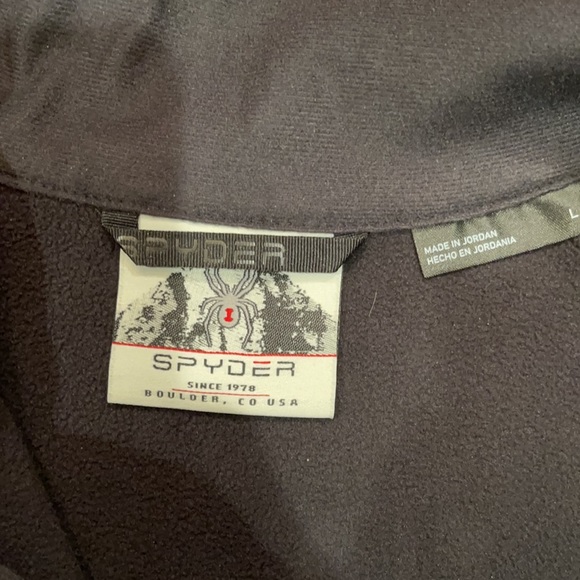 SPYDER
L
MADE IN JORDAN
HECHO EN JORDANIA
SPYDER
SINCE 1978
BOULDER, CO USA